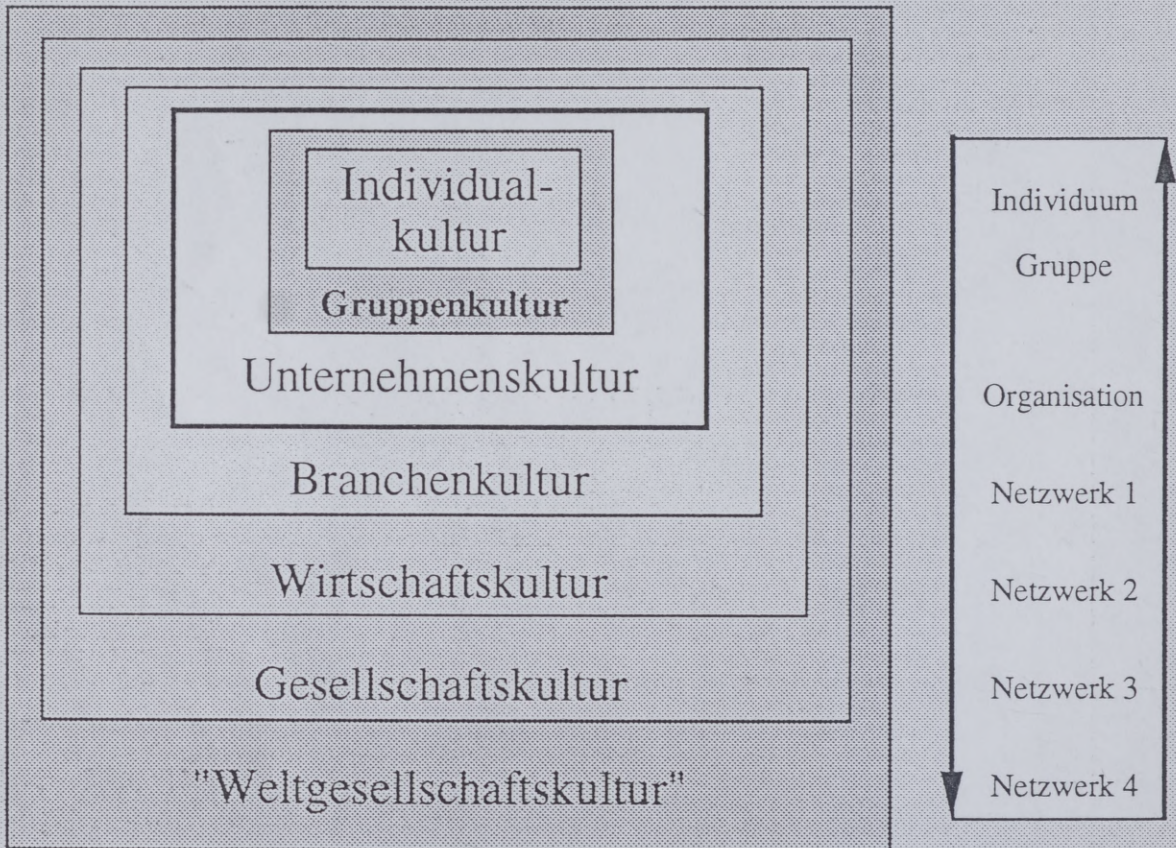 Individual-
kultur
Gruppenkultur
Unternehmenskultur
Branchenkultur
Wirtschaftskultur
Gesellschaftskultur
"Weltgesellschaftskultur"
Individuum
Gruppe
Organisation
Netzwerk 1
Netzwerk 2
Netzwerk 3
Netzwerk 4